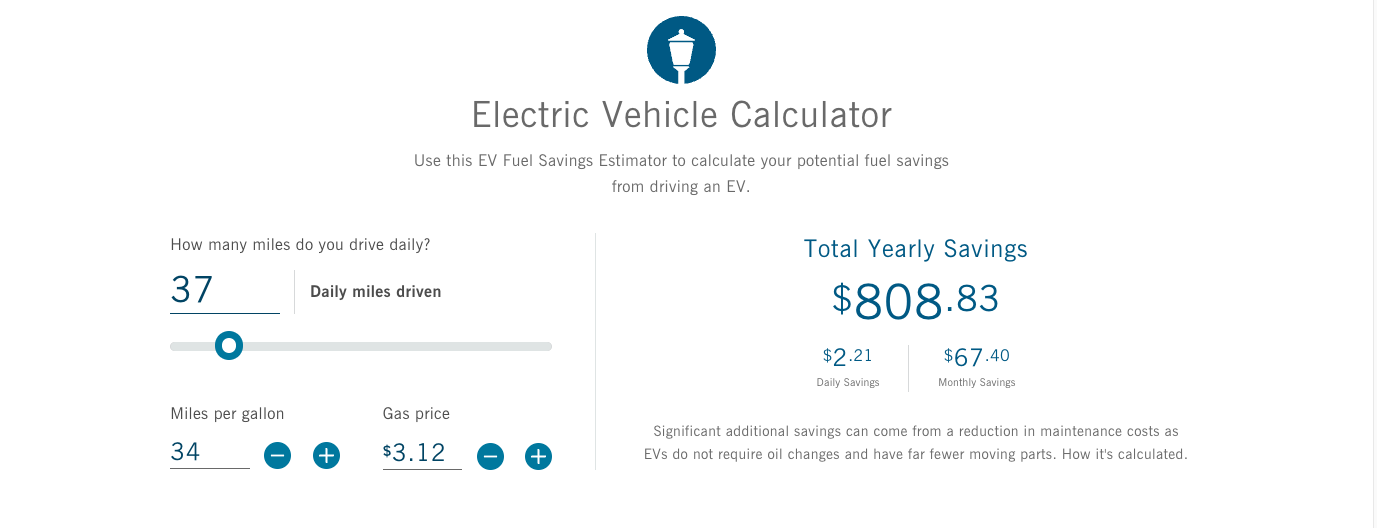 Electric Vehicle Calculator
Use this EV Fuel Savings Estimator to calculate your potential fuel savings
from driving an EV.
How many miles do you drive daily?
37
Daily miles driven
Miles per gallon
34
Gas price
$3.12
Total Yearly Savings
$808.83
$2.21
Daily Savings
$67.40
Monthly Savings
Significant additional savings can come from a reduction in maintenance costs as
EVs do not require oil changes and have far fewer moving parts. How it's calculated.